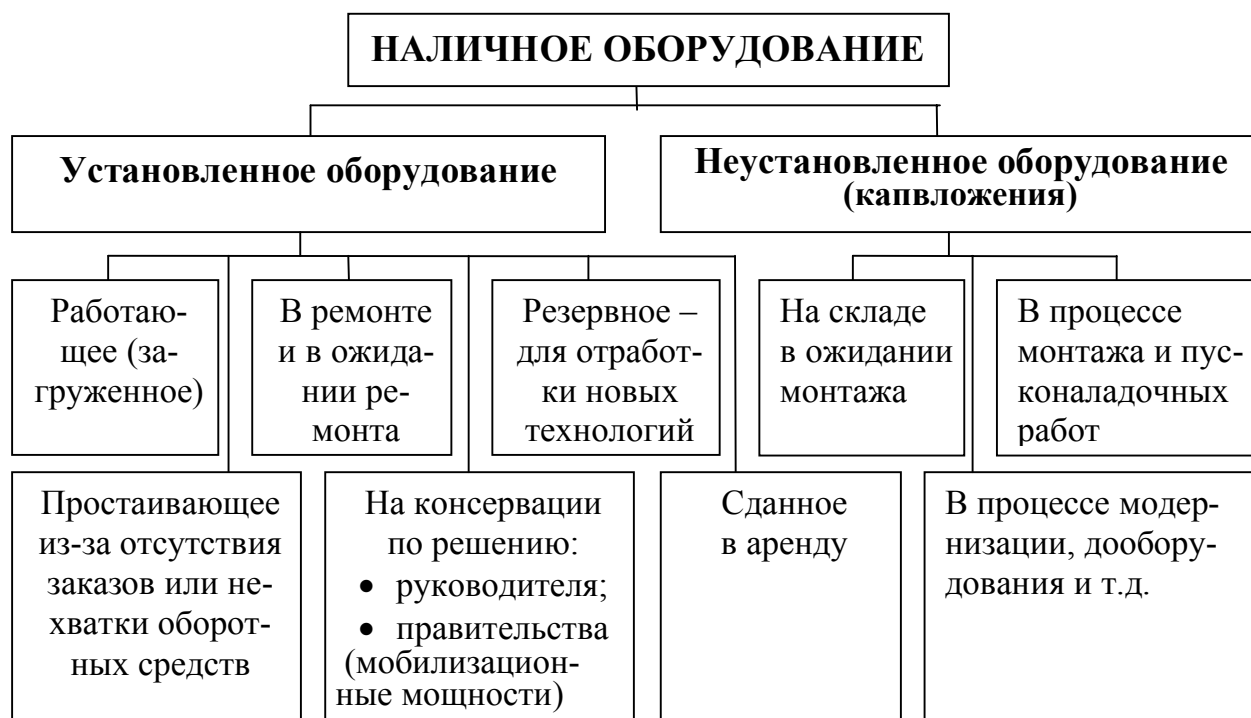 НАЛИЧНОЕ ОБОРУДОВАНИЕ
Установленное оборудование
Неустановленное оборудование
(капвложения)
Работаю-
щее (за-
груженное)
В ремонте
и в ожида-
нии ре-
монта
Резервное –
для отработ-
ки новых
технологий
На складе
в ожидании
монтажа
В процессе
монтажа и пус-
коналадочных
работ
Простаивающее
из-за отсутствия
заказов или не-
хватки оборот-
ных средств
На консервации
по решению:
• руководителя;
• правительства
(мобилизацион-
ные мощности)
Сданное
в аренду
В процессе модер-
низации, дообору-
дования и т.д.